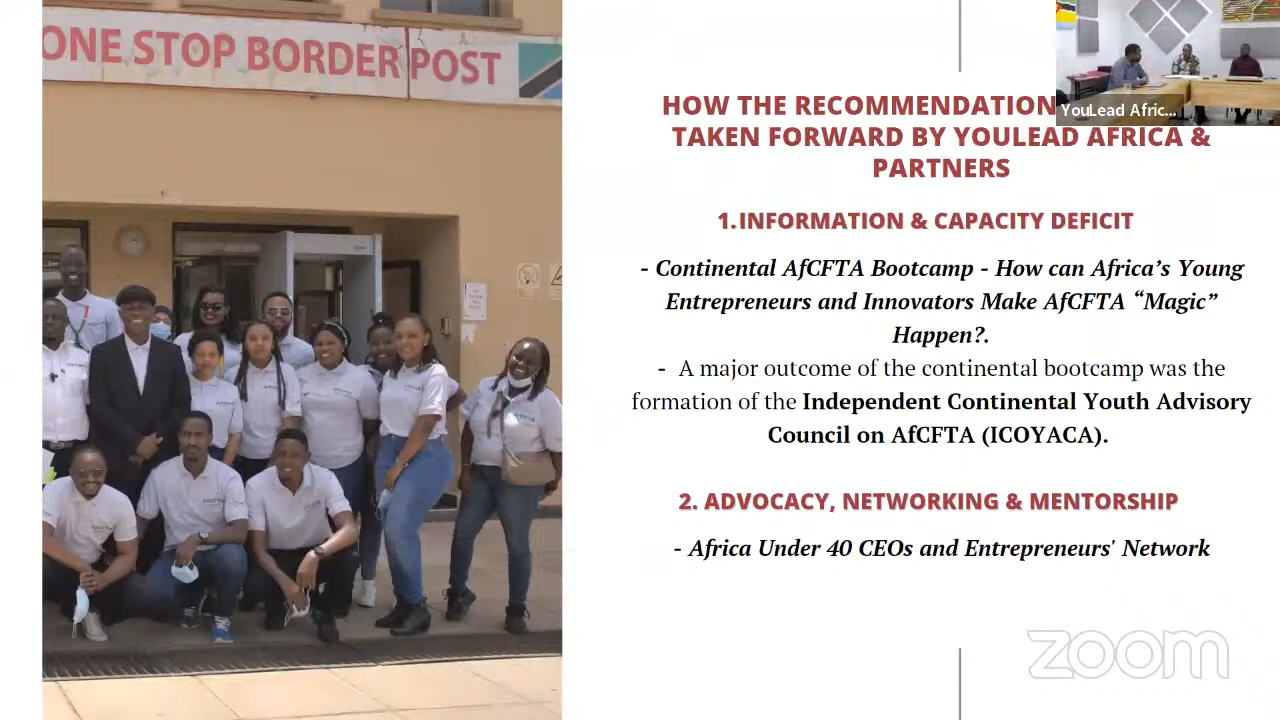 ONE STOP BORDER POST
HOW THE RECOMMENDATION
TAKEN FORWARD BY YOULEAD AFRICA &
PARTNERS
YouLead Afric...
1.INFORMATION & CAPACITY DEFICIT
- Continental AfCFTA Bootcamp - How can Africa’s Young
Entrepreneurs and Innovators Make AfCFTA “Magic”
Happen?.
- A major outcome of the continental bootcamp was the
formation of the Independent Continental Youth Advisory
Council on AfCFTA (ICOYACA).
2. ADVOCACY, NETWORKING & MENTORSHIP
- Africa Under 40 CEOs and Entrepreneurs' Network
zoom